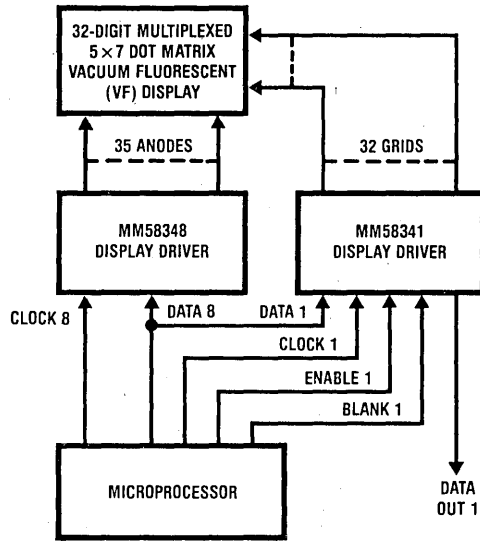 32-DIGIT MULTIPLEXED
5 × 7 DOT MATRIX
VACUUM FLUORESCENT
(VF) DISPLAY
35 ANODES
32 GRIDS
MM58348
DISPLAY DRIVER
MM58341
DISPLAY DRIVER
CLOCK 8
DATA 8
DATA 1
CLOCK 1
ENABLE 1
BLANK 1
MICROPROCESSOR
DATA
OUT 1